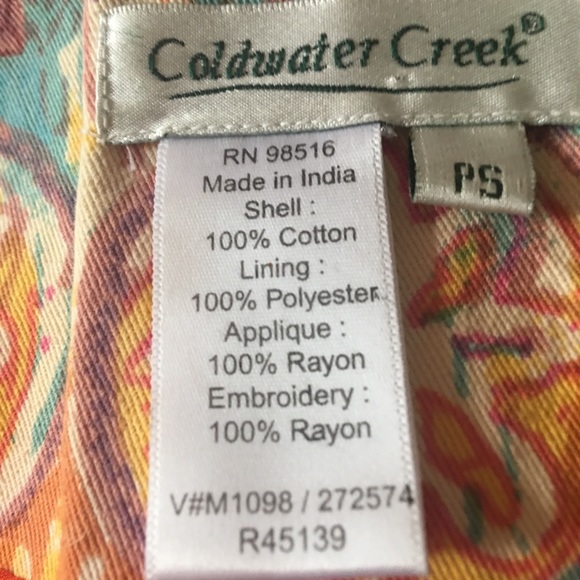 Coldwater Creek®
PS
RN 98516
Made in India
Shell :
100% Cotton
Lining :
100% Polyester
Applique :
100% Rayon
Embroidery :
100% Rayon
V#M1098 / 272574
R45139